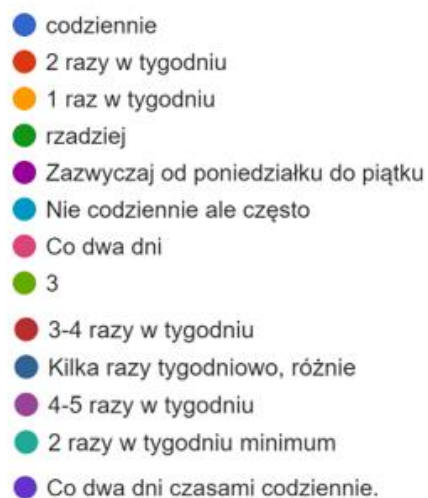 codziennie
2 razy w tygodniu
1 raz w tygodniu
rzadziej
Zazwyczaj od poniedziałku do piątku
Nie codziennie ale często
Co dwa dni
3
3-4 razy w tygodniu
Kilka razy tygodniowo, różnie
4-5 razy w tygodniu
2 razy w tygodniu minimum
Co dwa dni czasami codziennie.